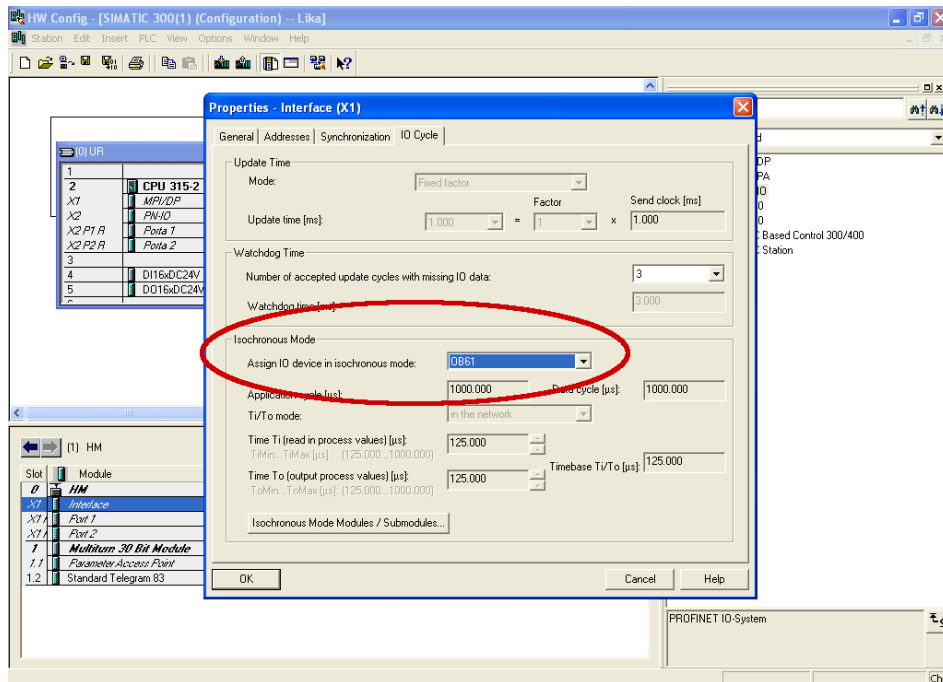 HW Config - [SIMATIC 300(1) (Configuration) -- Lika]
Station Edit Insert PLC View Options Window Help
Properties - Interface (X1)
General Addresses Synchronization IO Cycle
Update Time
Mode: Fixed factor
Factor Send clock [ms]
Update time [ms]: 1.000 = 1 x 1.000
Watchdog Time
Number of accepted update cycles with missing IO data: 3
Watchdog time [ms]: 3.000
Isochronous Mode
Assign IO device in isochronous mode: OB61
Application cycle [µs]: 1000.000 Data cycle [µs]: 1000.000
Ti/To mode: in the network
Time Ti (read in process values) [µs]: 125.000
TiMin...TiMax [µs]: (125.000...1000.000)
Timebase Ti/To [µs]: 125.000
Time To (output process values) [µs]: 125.000
ToMin...ToMax [µs]: (125.000...1000.000)
Isochronous Mode Modules / Submodules...
OK Cancel Help
(0) UR
1
2 CPU 315-2
X1 MPI/DP
X2 PN-IO
X2 P1 R Porta 1
X2 P2 R Porta 2
3
4 DI16xDC24V
5 DO16xDC24V
DP
PA
IO
0
0
C Based Control 300/400
C Station
(1) HM
Slot Module
0 HM
X1 Interface
X1 Port 1
X1 Port 2
1 Multiturn 30 Bit Module
1.1 Parameter Access Point
1.2 Standard Telegram 83
PROFINET IO-System
Ch